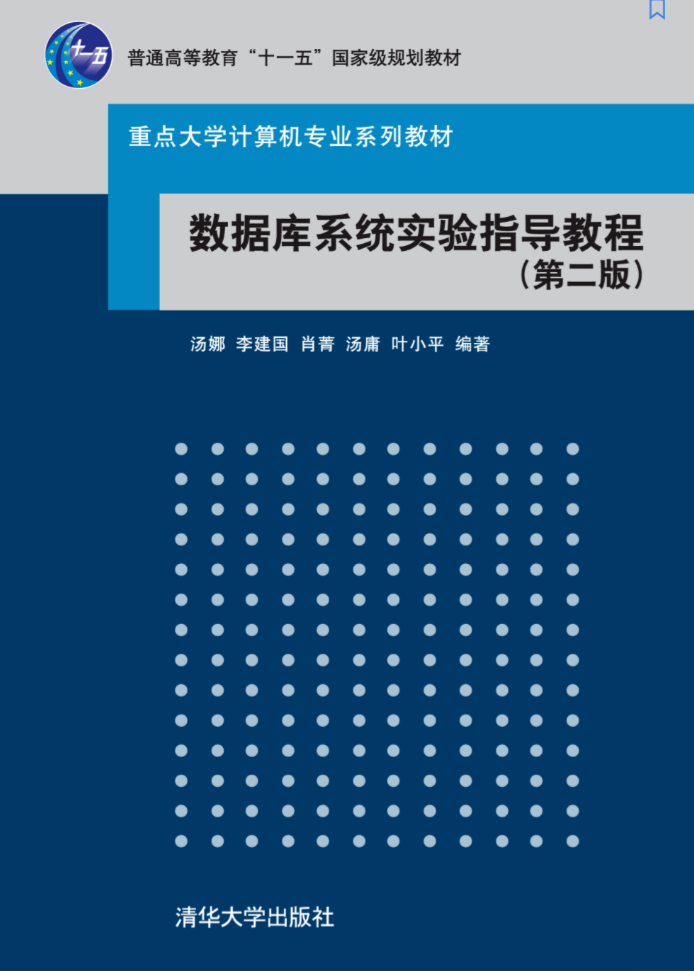 十一五
普通高等教育“十一五”国家级规划教材
重点大学计算机专业系列教材
数据库系统实验指导教程
（第二版）
汤娜 李建国 肖菁 汤庸 叶小平 编著
清华大学出版社